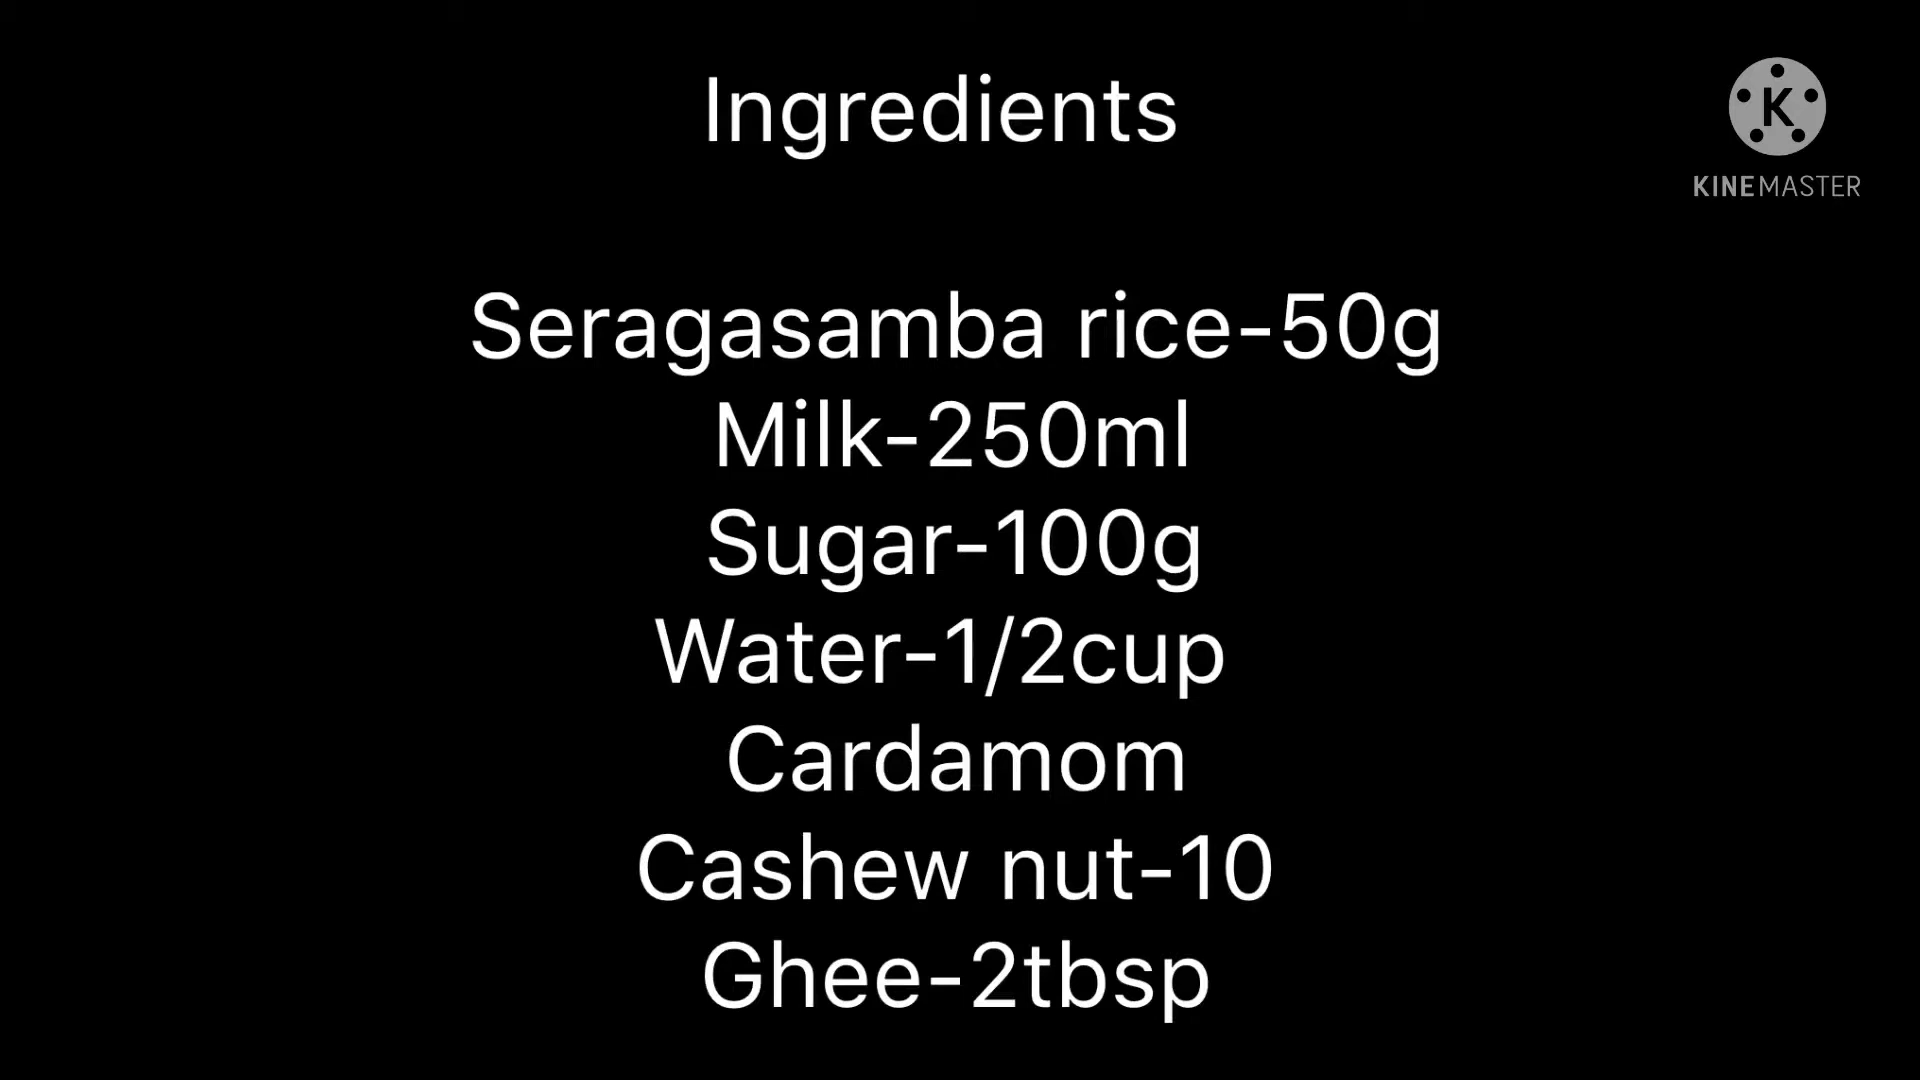 Ingredients
K
KINEMASTER
Seragasamba rice-50g
Milk-250ml
Sugar-100g
Water-1/2cup
Cardamom
Cashew nut-10
Ghee-2tbsp